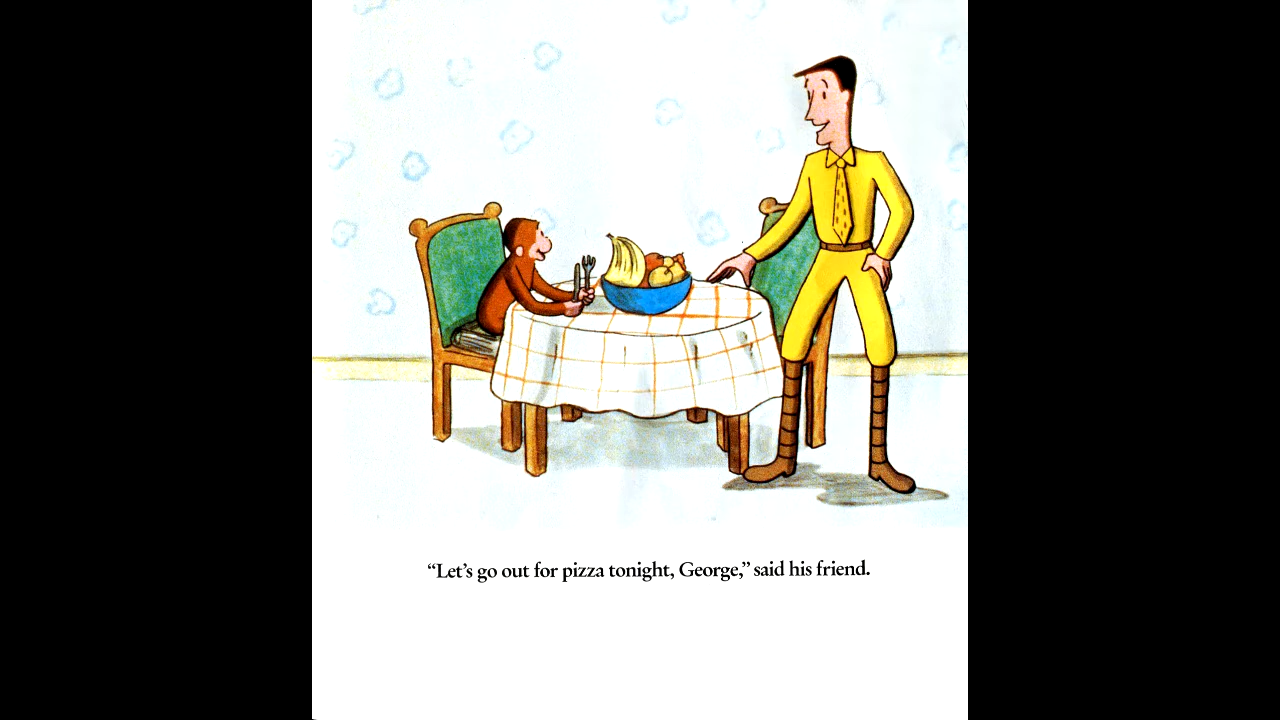 “Let’s go out for pizza tonight, George,” said his friend.